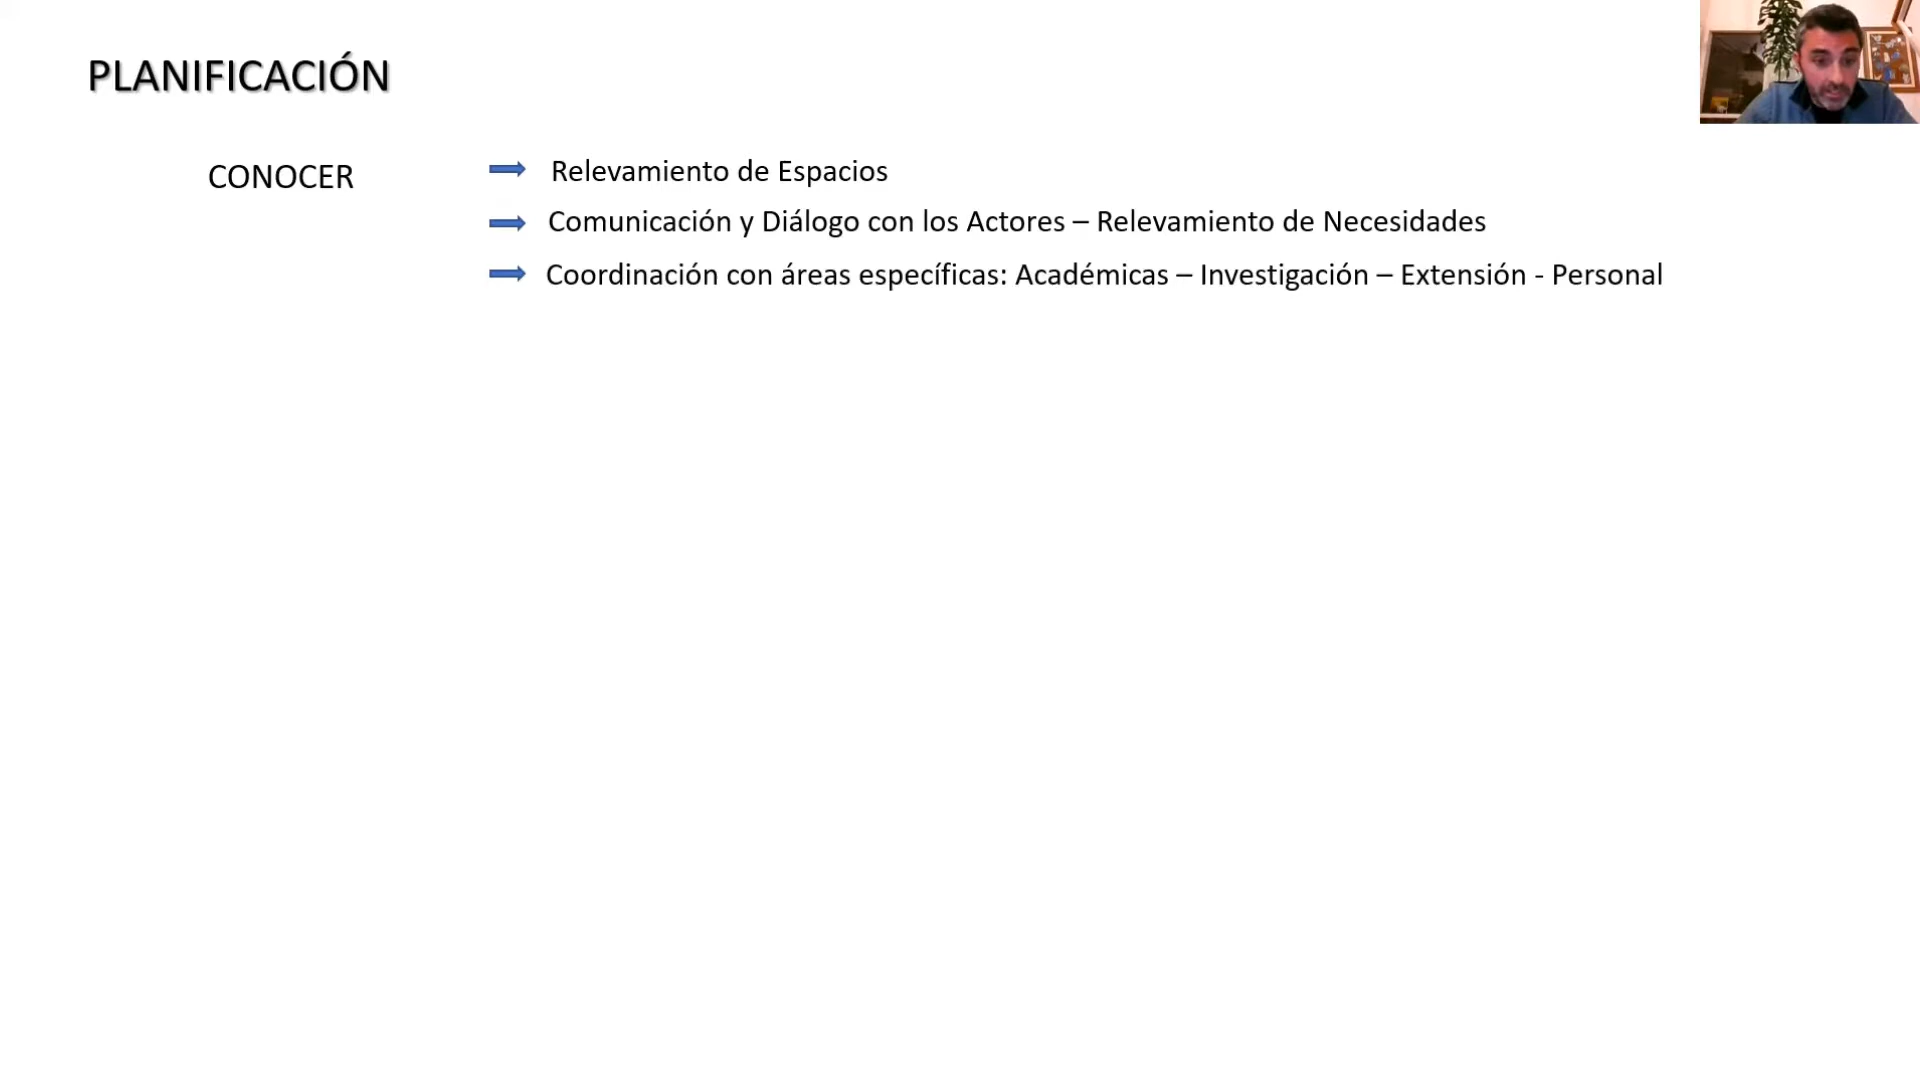 PLANIFICACIÓN
CONOCER
Relevamiento de Espacios
Comunicación y Diálogo con los Actores – Relevamiento de Necesidades
Coordinación con áreas específicas: Académicas – Investigación – Extensión - Personal